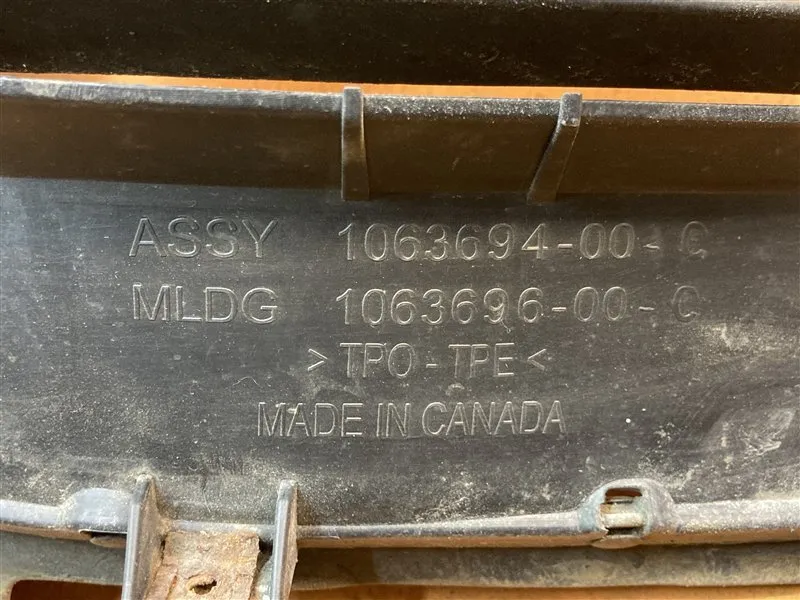 ASSY 1063694-00-C
MLDG 1063696-00-C
>TPO-TPE<
MADE IN CANADA